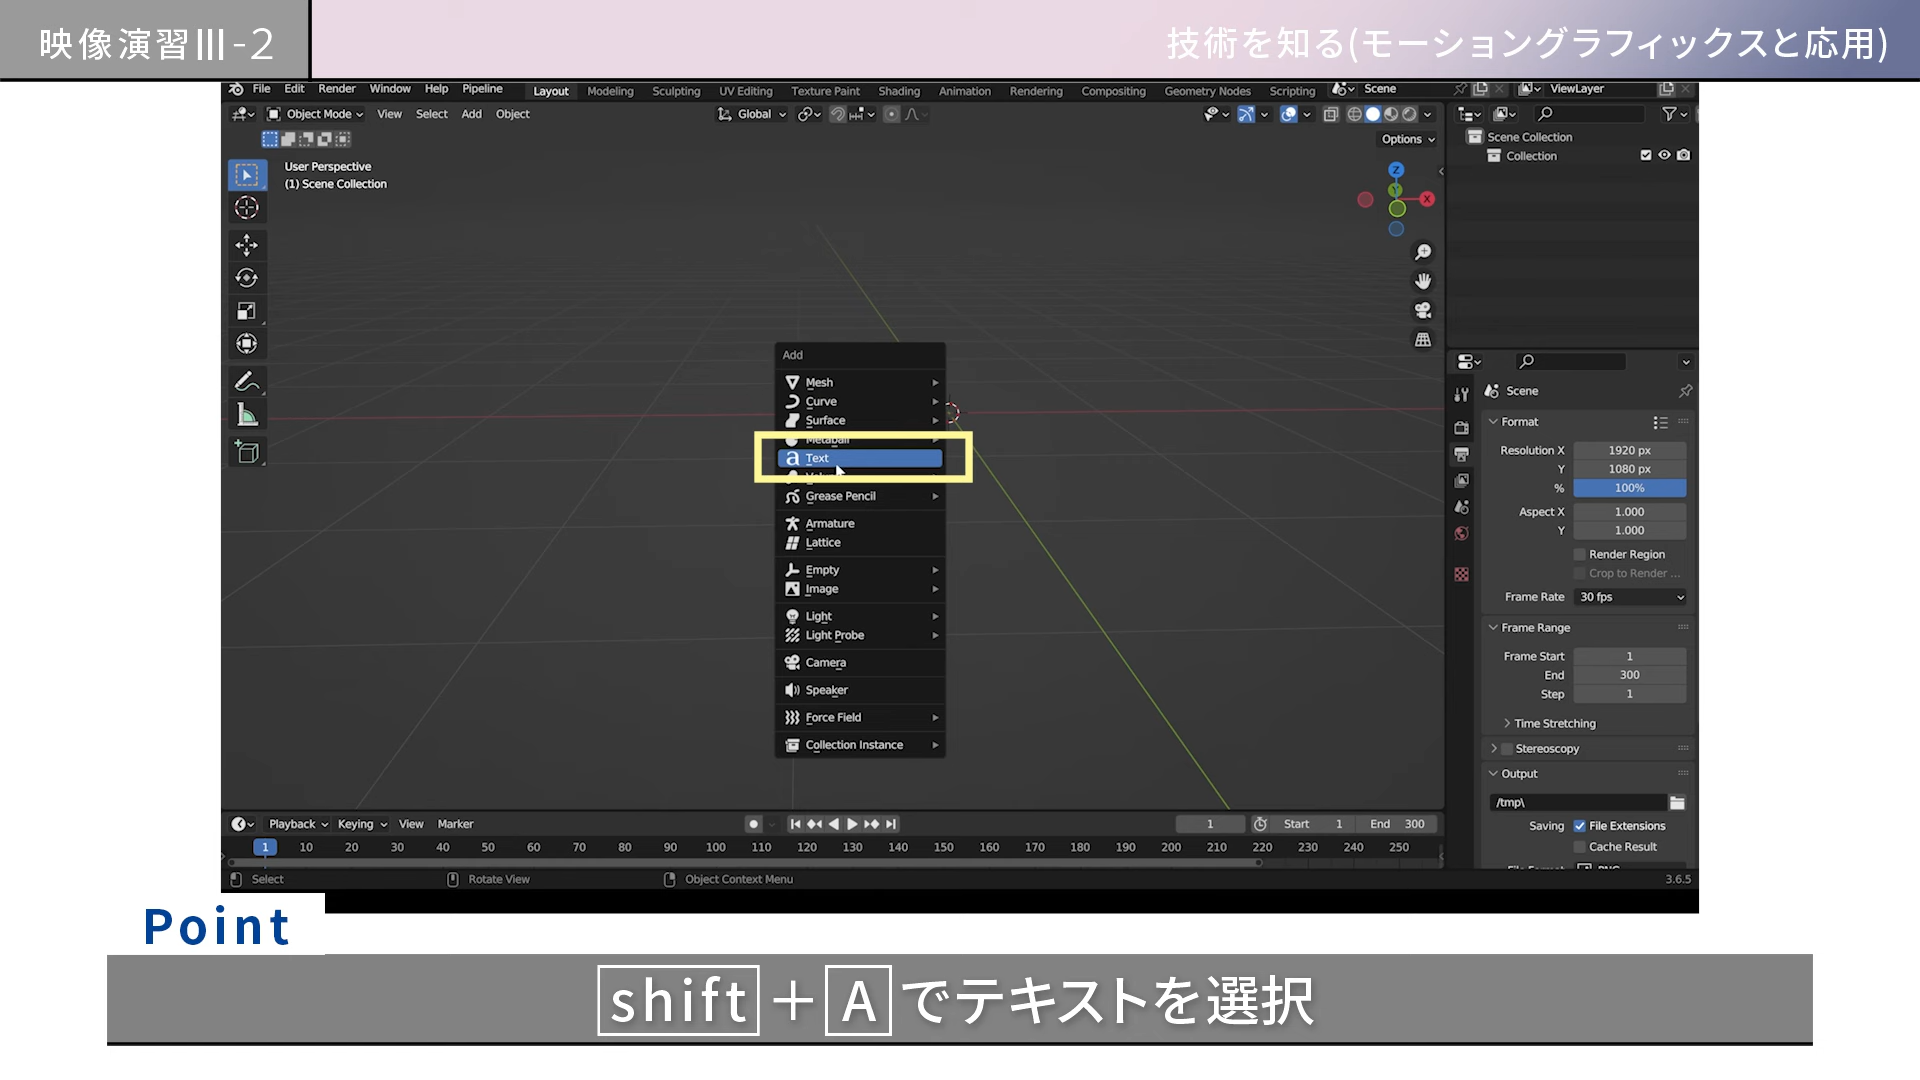 映像演習Ⅲ-2
技術を知る(モーショングラフィックスと応用)
File Edit Render Window Help Pipeline Layout Modeling Sculpting UV Editing Texture Paint Shading Animation Rendering Compositing Geometry Nodes Scripting Scene ViewLayer
Object Mode View Select Add Object Global
Options
User Perspective
(1) Scene Collection
Z
Y
X
Scene Collection
Collection
Add
Mesh
Curve
Surface
Metaball
Text
Grease Pencil
Armature
Lattice
Empty
Image
Light
Light Probe
Camera
Speaker
Force Field
Collection Instance
Scene
Format
Resolution X 1920 px
Y 1080 px
% 100%
Aspect X 1.000
Y 1.000
Render Region
Crop to Render ...
Frame Rate 30 fps
Frame Range
Frame Start 1
End 300
Step 1
Time Stretching
Stereoscopy
Output
/tmp\
Saving File Extensions
Cache Result
Playback Keying View Marker 1 Start 1 End 300
1 10 20 30 40 50 60 70 80 90 100 110 120 130 140 150 160 170 180 190 200 210 220 230 240 250
Select Rotate View Object Context Menu 3.6.5
Point
shift＋Aでテキストを選択